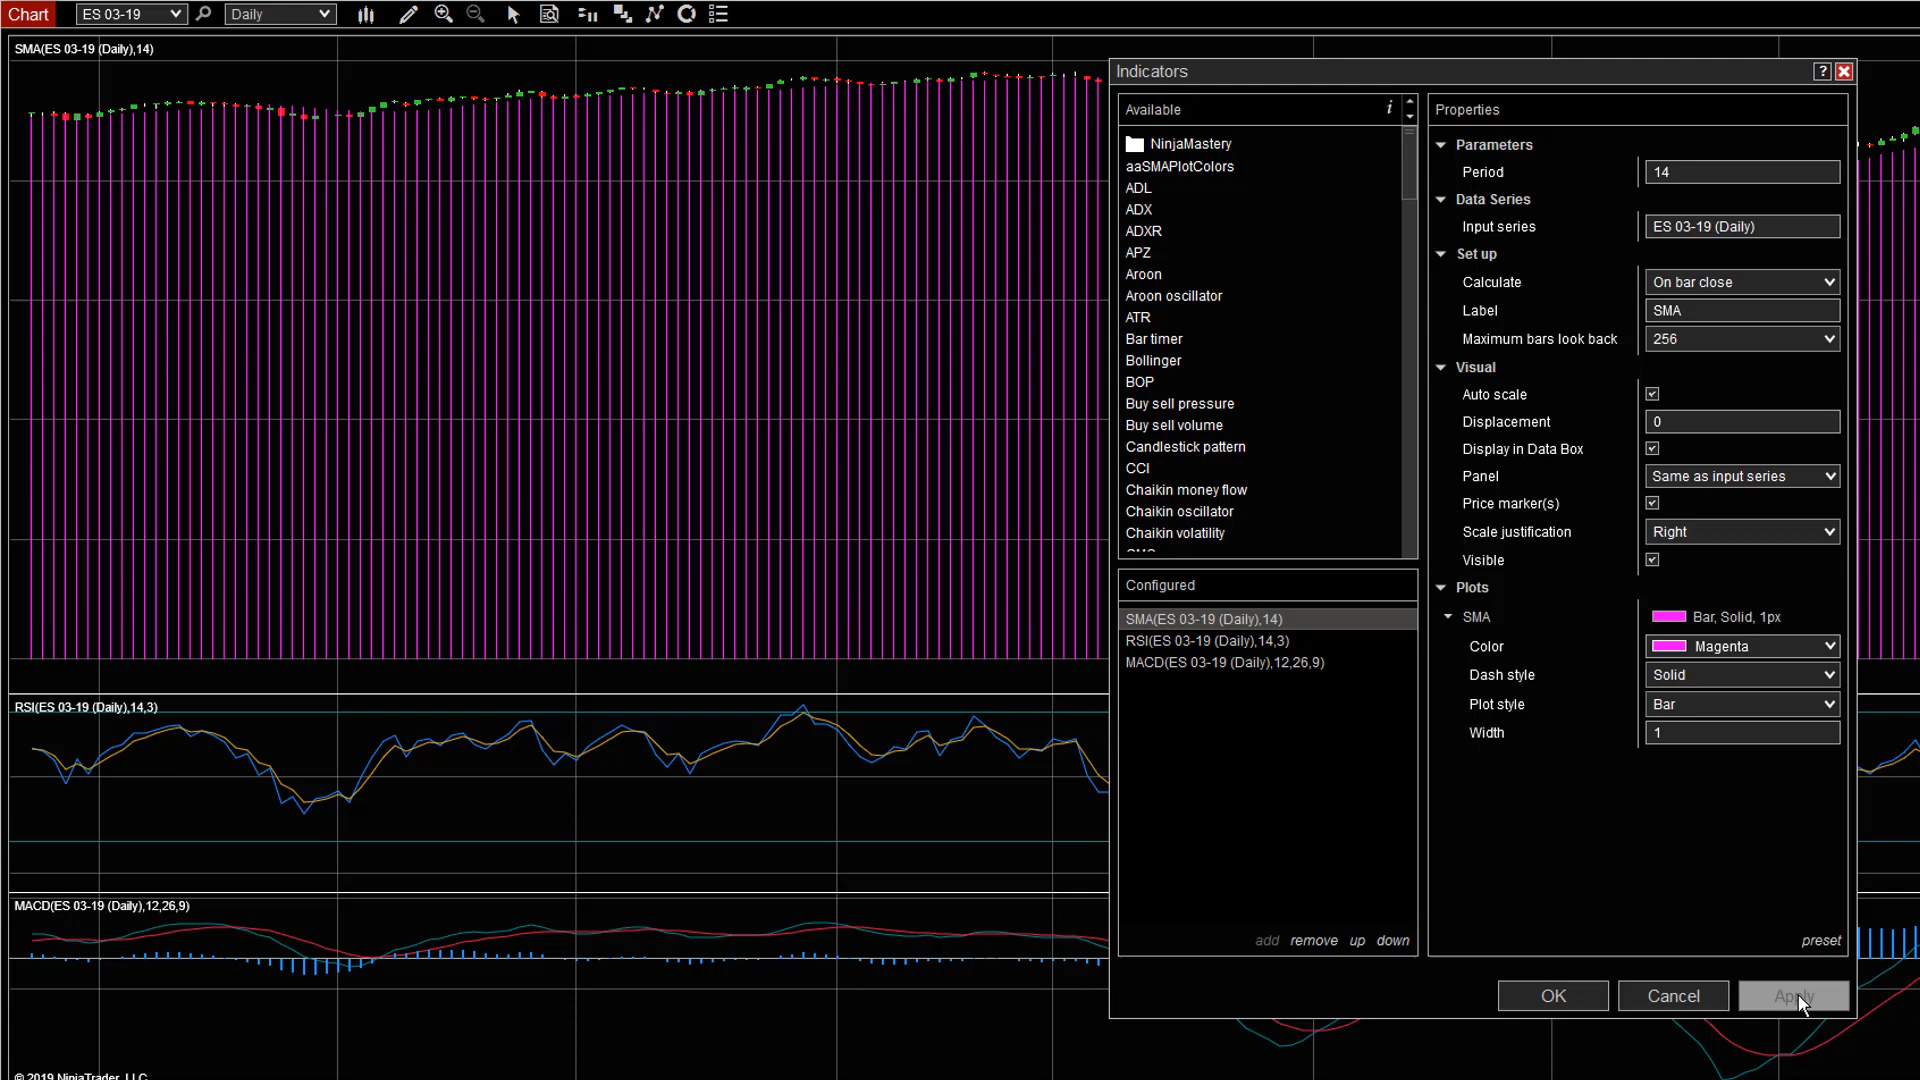 Chart ES 03-19 Daily
SMA(ES 03-19 (Daily),14)
Indicators
?
Available i
NinjaMastery
aaSMAPlotColors
ADL
ADX
ADXR
APZ
Aroon
Aroon oscillator
ATR
Bar timer
Bollinger
BOP
Buy sell pressure
Buy sell volume
Candlestick pattern
CCI
Chaikin money flow
Chaikin oscillator
Chaikin volatility
Configured
SMA(ES 03-19 (Daily),14)
RSI(ES 03-19 (Daily),14,3)
MACD(ES 03-19 (Daily),12,26,9)
add remove up down
Properties
Parameters
Period 14
Data Series
Input series ES 03-19 (Daily)
Set up
Calculate On bar close
Label SMA
Maximum bars look back 256
Visual
Auto scale
Displacement 0
Display in Data Box
Panel Same as input series
Price marker(s)
Scale justification Right
Visible
Plots
SMA Bar, Solid, 1px
Color Magenta
Dash style Solid
Plot style Bar
Width 1
preset
OK Cancel Apply
RSI(ES 03-19 (Daily),14,3)
MACD(ES 03-19 (Daily),12,26,9)
© 2019 NinjaTrader, LLC